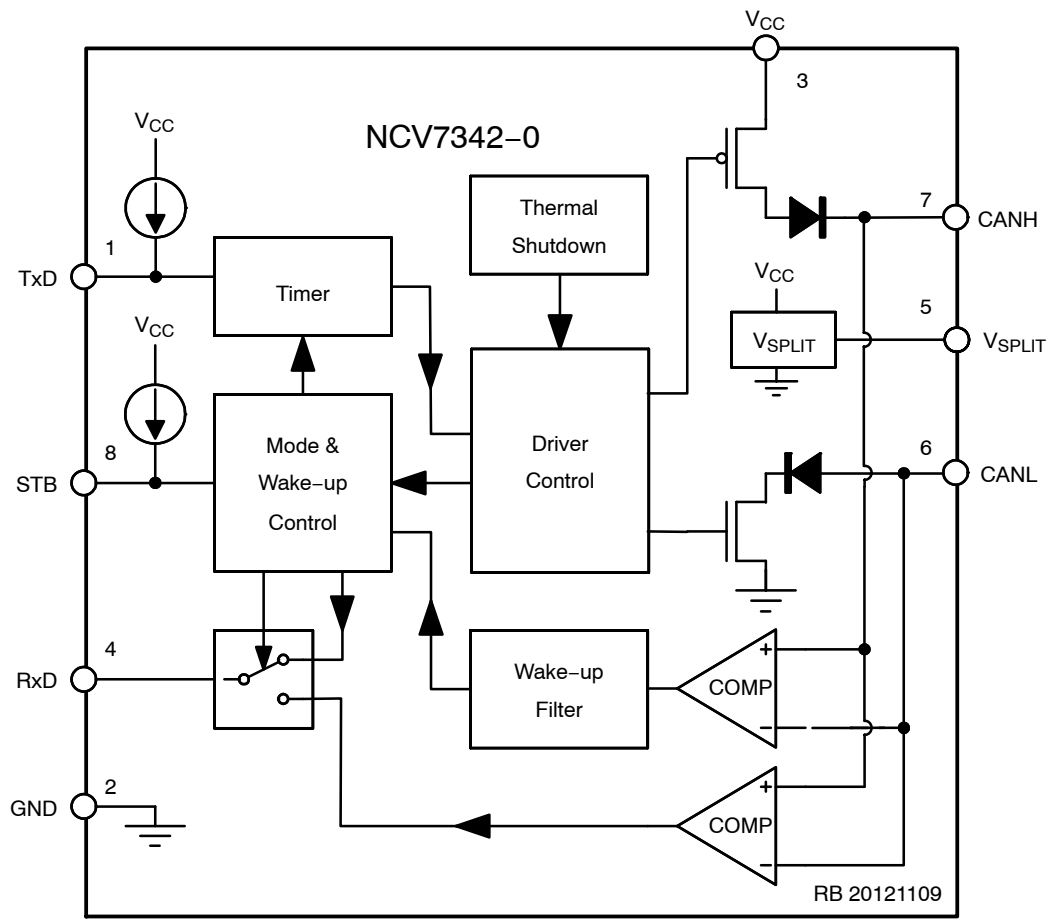 VCC
3
NCV7342−0
VCC
Thermal
Shutdown
7
CANH
1
TxD
Timer
VCC
5
VSPLIT
VSPLIT
VCC
8
STB
Mode &
Wake−up
Control
Driver
Control
6
CANL
4
RxD
Wake−up
Filter
+
COMP
−
2
GND
+
COMP
−
RB 20121109